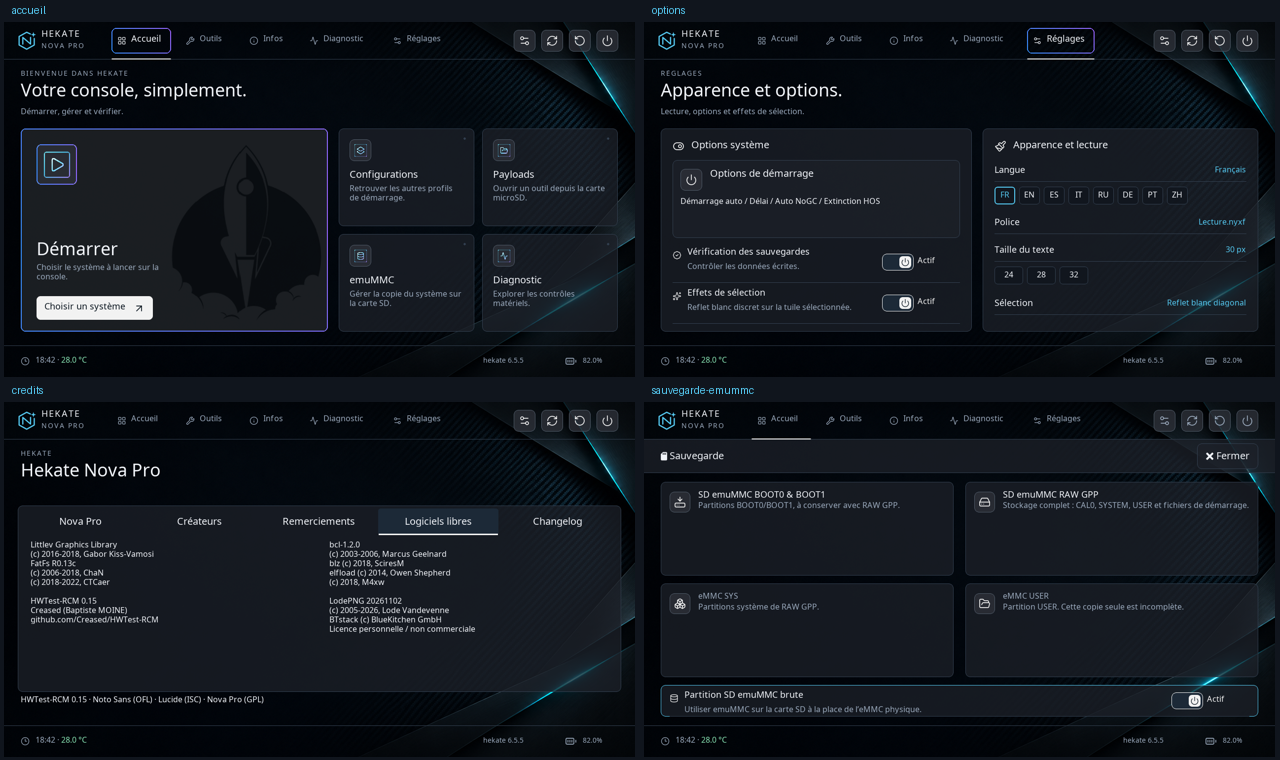 accueil
HEKATE
NOVA PRO
Accueil
Outils
Infos
Diagnostic
Réglages
BIENVENUE DANS HEKATE
Votre console, simplement.
Démarrer, gérer et vérifier.
Démarrer
Choisir le système à lancer sur la
console.
Choisir un système
Configurations
Retrouver les autres profils
de démarrage.
Payloads
Ouvrir un outil depuis la carte
microSD.
emuMMC
Gérer la copie du système sur
la carte SD.
Diagnostic
Explorer les contrôles
matériels.
18:42 · 28.0 °C
hekate 6.5.5
82.0%
options
HEKATE
NOVA PRO
Accueil
Outils
Infos
Diagnostic
Réglages
RÉGLAGES
Apparence et options.
Lecture, options et effets de sélection.
Options système
Options de démarrage
Démarrage auto / Délai / Auto NoGC / Extinction HOS
Vérification des sauvegardes
Contrôler les données écrites.
Actif
Effets de sélection
Reflet blanc discret sur la tuile sélectionnée.
Actif
Apparence et lecture
Langue
Français
FR
EN
ES
IT
RU
DE
PT
ZH
Police
Lecture.nyxf
Taille du texte
30 px
24
28
32
Sélection
Reflet blanc diagonal
18:42 · 28.0 °C
hekate 6.5.5
82.0%
credits
HEKATE
NOVA PRO
Accueil
Outils
Infos
Diagnostic
Réglages
HEKATE
Hekate Nova Pro
Nova Pro
Créateurs
Remerciements
Logiciels libres
Changelog
Littlev Graphics Library
(c) 2016-2018, Gabor Kiss-Vamosi
FatFs R0.13c
(c) 2006-2018, ChaN
(c) 2018-2022, CTCaer
HWTest-RCM 0.15
Creased (Baptiste MOINE)
github.com/Creased/HWTest-RCM
bcl-1.2.0
(c) 2003-2006, Marcus Geelnard
blz (c) 2018, SciresM
elfload (c) 2014, Owen Shepherd
(c) 2018, M4xw
LodePNG 20261102
(c) 2005-2026, Lode Vandevenne
BTstack (c) BlueKitchen GmbH
Licence personnelle / non commerciale
HWTest-RCM 0.15 · Noto Sans (OFL) · Lucide (ISC) · Nova Pro (GPL)
18:42 · 28.0 °C
hekate 6.5.5
82.0%
sauvegarde-emummc
HEKATE
NOVA PRO
Accueil
Outils
Infos
Diagnostic
Réglages
Sauvegarde
Fermer
SD emuMMC BOOT0 & BOOT1
Partitions BOOT0/BOOT1, à conserver avec RAW GPP.
SD emuMMC RAW GPP
Stockage complet : CAL0, SYSTEM, USER et fichiers de démarrage.
eMMC SYS
Partitions système de RAW GPP.
eMMC USER
Partition USER. Cette copie seule est incomplète.
Partition SD emuMMC brute
Utiliser emuMMC sur la carte SD à la place de l'eMMC physique.
Actif
18:42 · 28.0 °C
hekate 6.5.5
82.0%